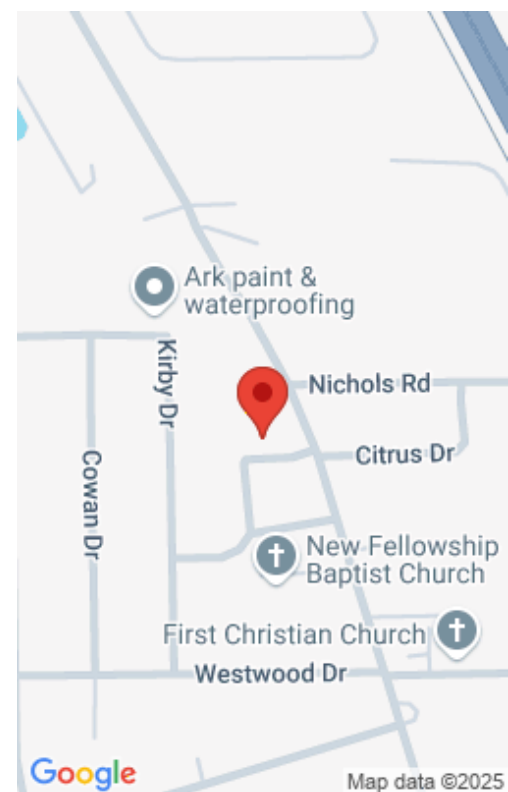 Ark paint &
waterproofing
Kirby Dr
Nichols Rd
Citrus Dr
Cowan Dr
New Fellowship
Baptist Church
First Christian Church
Westwood Dr
Google
Map data ©2025